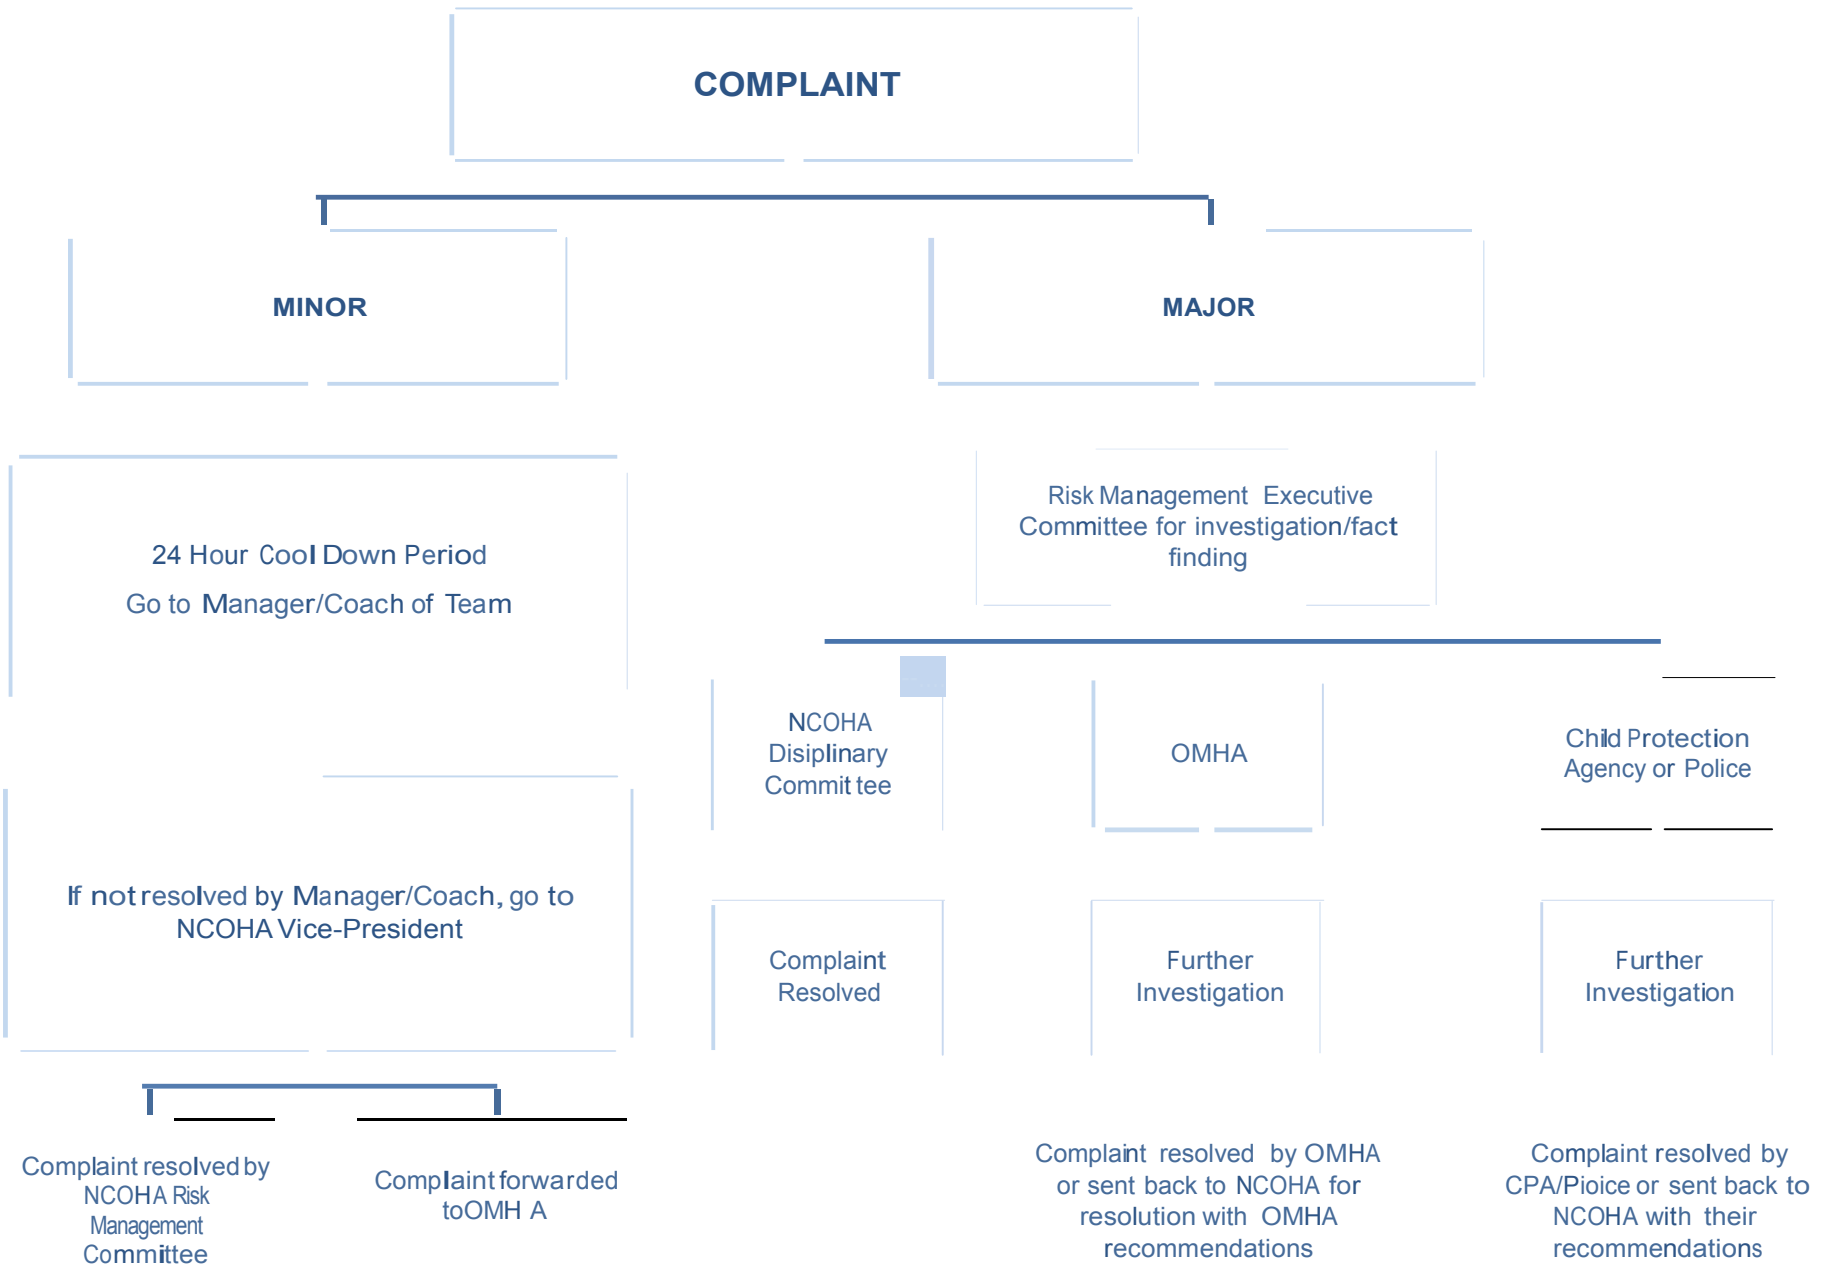 COMPLAINT
MINOR
MAJOR
24 Hour Cool Down Period
Go to Manager/Coach of Team
Risk Management Executive
Committee for investigation/fact
finding
NCOHA
Disiplinary
Commit tee
OMHA
Child Protection
Agency or Police
If not resolved by Manager/Coach, go to
NCOHA Vice-President
Complaint
Resolved
Further
Investigation
Further
Investigation
Complaint resolved by
NCOHA Risk
Management
Committee
Complaint forwarded
toOMH A
Complaint resolved by OMHA
or sent back to NCOHA for
resolution with OMHA
recommendations
Complaint resolved by
CPA/Pioice or sent back to
NCOHA with their
recommendations